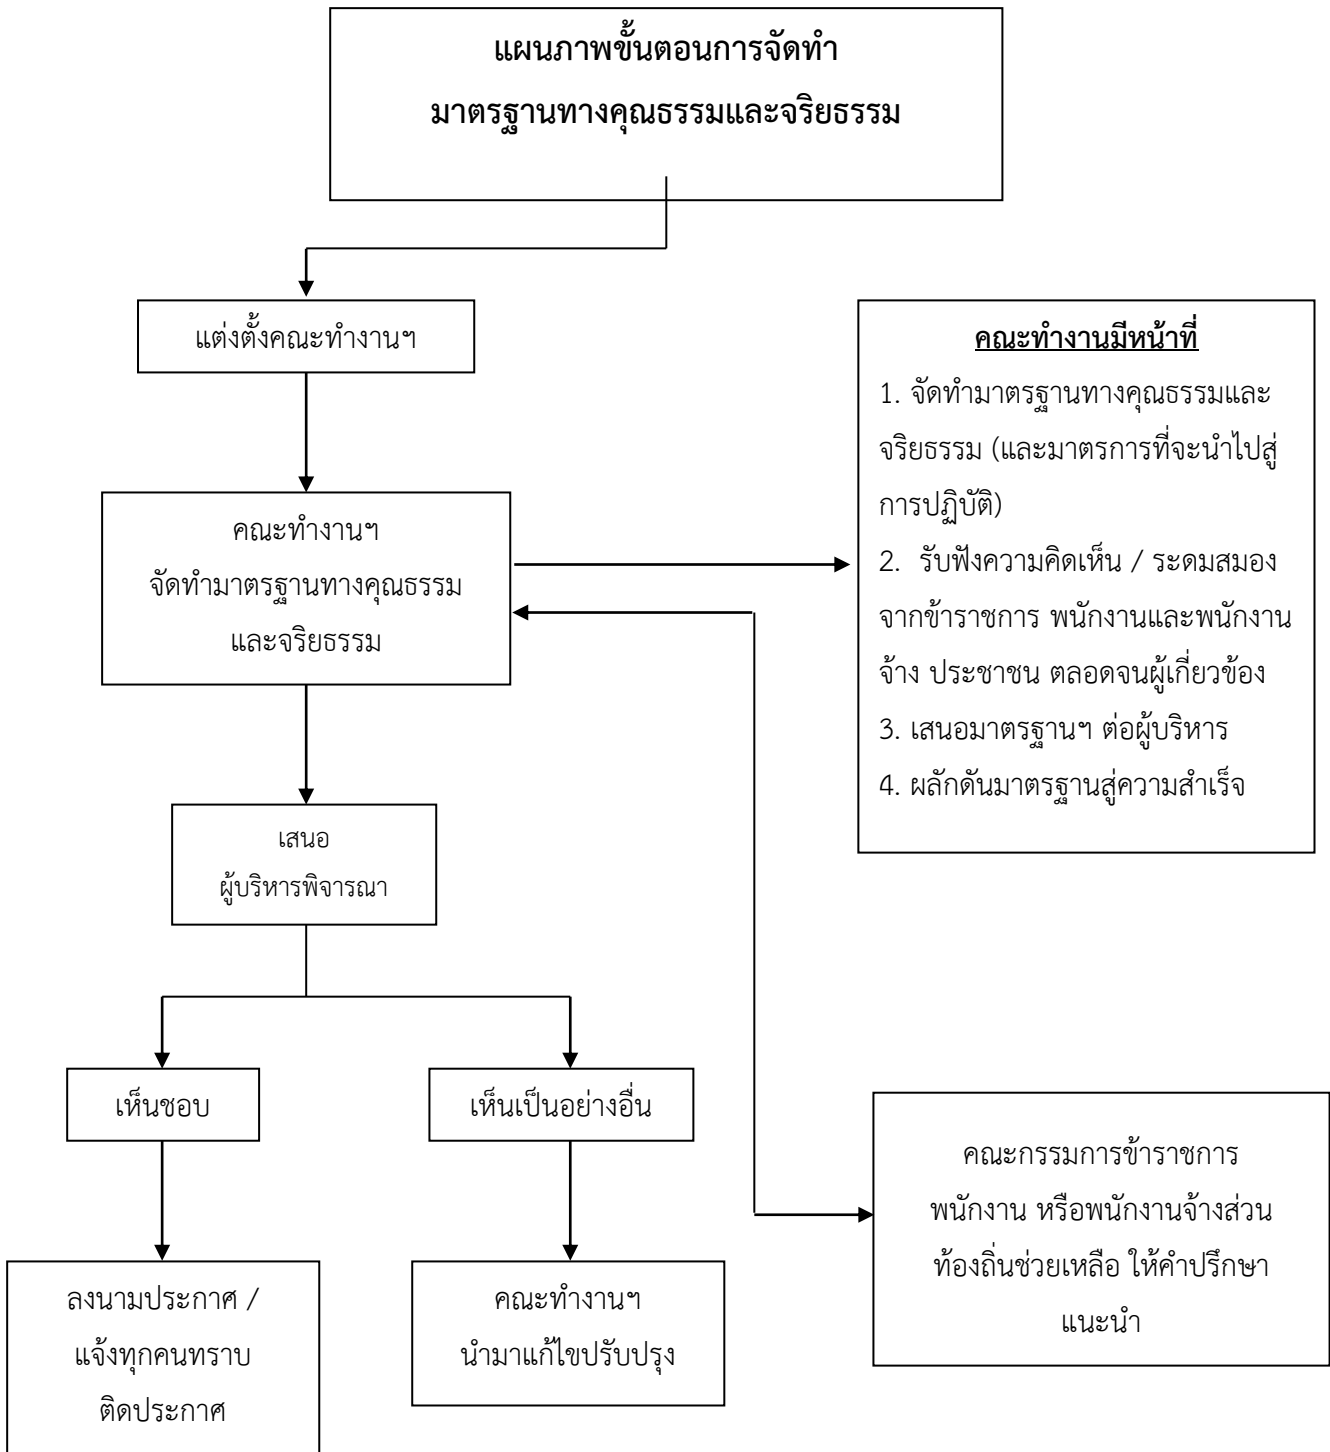 แผนภาพขั้นตอนการจัดทำ
มาตรฐานทางคุณธรรมและจริยธรรม
แต่งตั้งคณะทำงานฯ
คณะทำงานฯ
จัดทำมาตรฐานทางคุณธรรม
และจริยธรรม
คณะทำงานมีหน้าที่
1. จัดทำมาตรฐานทางคุณธรรมและ
จริยธรรม (และมาตรการที่จะนำไปสู่
การปฏิบัติ)
2. รับฟังความคิดเห็น / ระดมสมอง
จากข้าราชการ พนักงานและพนักงาน
จ้าง ประชาชน ตลอดจนผู้เกี่ยวข้อง
3. เสนอมาตรฐานฯ ต่อผู้บริหาร
4. ผลักดันมาตรฐานสู่ความสำเร็จ
เสนอ
ผู้บริหารพิจารณา
เห็นชอบ
เห็นเป็นอย่างอื่น
ลงนามประกาศ /
แจ้งทุกคนทราบ
ติดประกาศ
คณะทำงานฯ
นำมาแก้ไขปรับปรุง
คณะกรรมการข้าราชการ
พนักงาน หรือพนักงานจ้างส่วน
ท้องถิ่นช่วยเหลือ ให้คำปรึกษา
แนะนำ